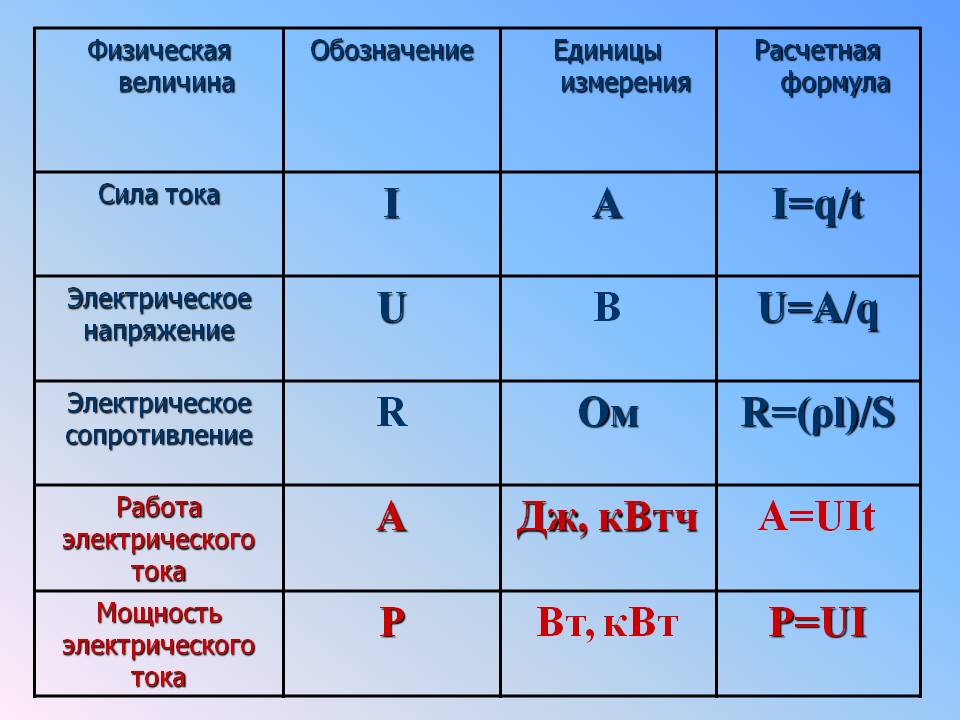 Физическая
величина
Обозначение
Единицы
измерения
Расчетная
формула
Сила тока
I
А
I=q/t
Электрическое
напряжение
U
В
U=A/q
Электрическое
сопротивление
R
Ом
R=(ρl)/S
Работа
электрического
тока
A
Дж, кВтч
A=UIt
Мощность
электрического
тока
P
Вт, кВт
P=UI